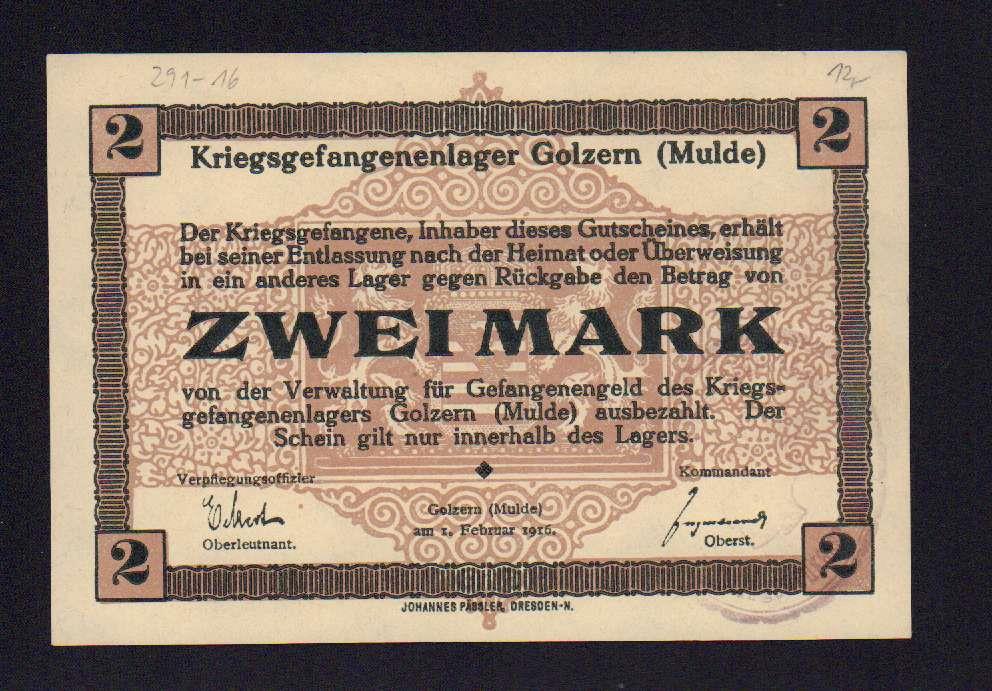 291-16
12
2
2
Kriegsgefangenenlager Golzern (Mulde)
Der Kriegsgefangene, Inhaber dieses Gutscheines, erhält
bei seiner Entlassung nach der Heimat oder Überweisung
in ein anderes Lager gegen Rückgabe den Betrag von
ZWEI MARK
von der Verwaltung für Gefangenengeld des Kriegs=
gefangenenlagers Golzern (Mulde) ausbezahlt. Der
Schein gilt nur innerhalb des Lagers.
Verpflegungsoffizier
Kommandant
Golzern (Mulde)
am 1. Februar 1916.
Oberleutnant.
Oberst.
2
2
JOHANNES PÄSSLER, DRESDEN-N.